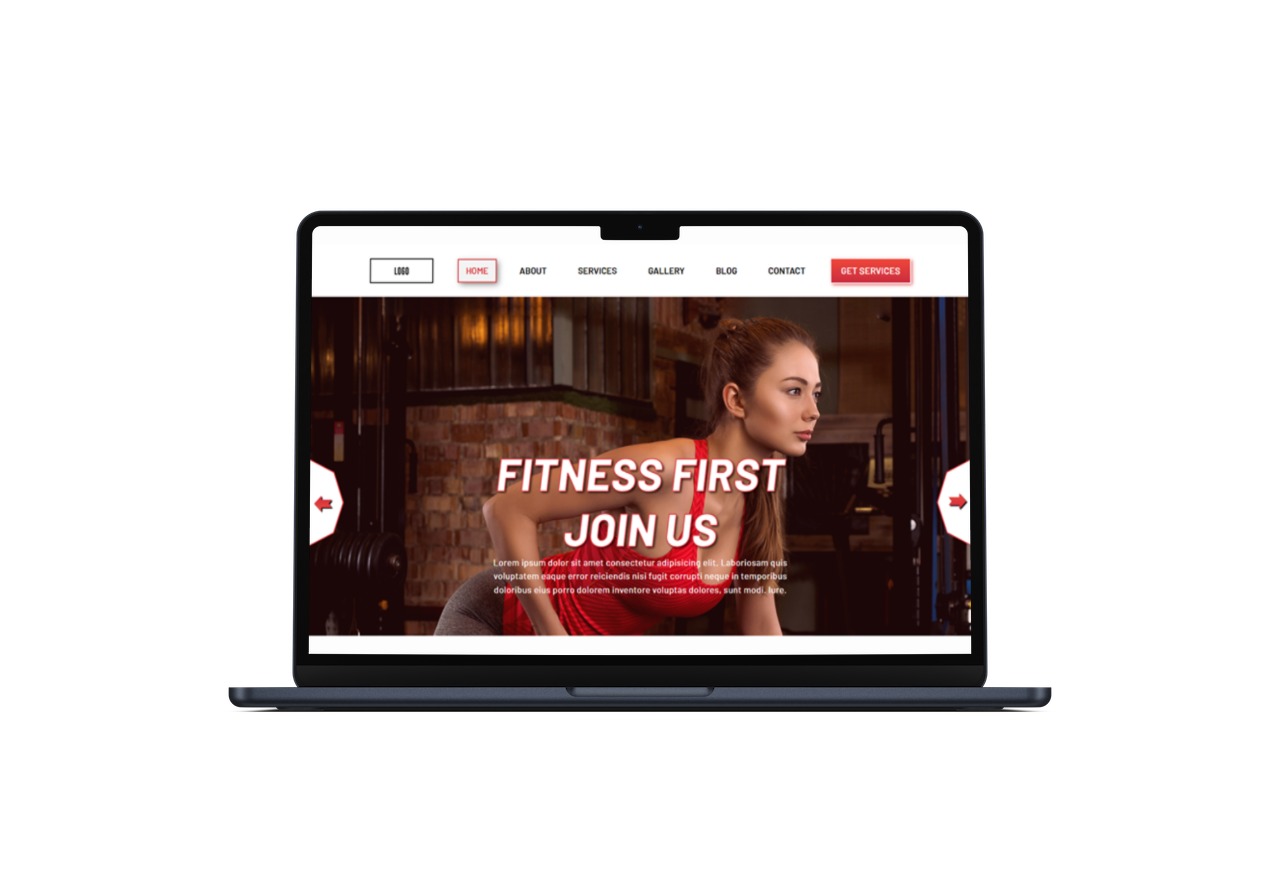 LOGO
HOME
ABOUT
SERVICES
GALLERY
BLOG
CONTACT
GET SERVICES
FITNESS FIRST
JOIN US
Lorem ipsum dolor sit amet consectetur adipisicing elit. Laboriosam quis
voluptatem eaque error reiciendis nisi fugit corrupti neque in temporibus
doloribus eius porro dolorem inventore voluptas dolores, sunt modi. Iure.